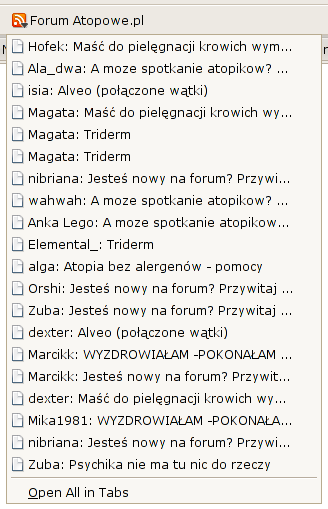 Forum Atopowe.pl
Hofek: Maść do pielęgnacji krowich wym...
Ala_dwa: A moze spotkanie atopikow? ...
isia: Alveo (połączone wątki)
Magata: Maść do pielęgnacji krowich wy...
Magata: Triderm
Magata: Triderm
nibriana: Jesteś nowy na forum? Przywi...
wahwah: A moze spotkanie atopikow? ...
Anka Lego: A moze spotkanie atopikow...
Elemental_: Triderm
alga: Atopia bez alergenów - pomocy
Orshi: Jesteś nowy na forum? Przywitaj ...
Zuba: Jesteś nowy na forum? Przywitaj ...
dexter: Alveo (połączone wątki)
Marcikk: WYZDROWIAŁAM -POKONAŁAM ...
Marcikk: Jesteś nowy na forum? Przywit...
dexter: Maść do pielęgnacji krowich wy...
Mika1981: WYZDROWIAŁAM -POKONAŁA...
nibriana: Jesteś nowy na forum? Przywi...
Zuba: Psychika nie ma tu nic do rzeczy
Open All in Tabs